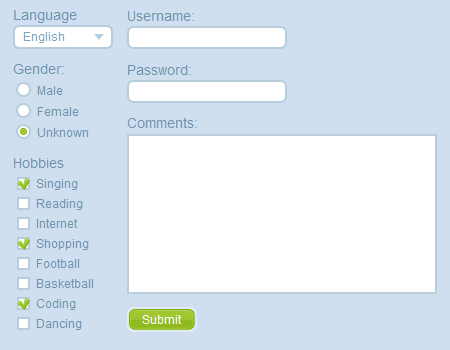 Language
English
Gender:
Male
Female
Unknown
Hobbies
Singing
Reading
Internet
Shopping
Football
Basketball
Coding
Dancing
Username:
Password:
Comments:
Submit